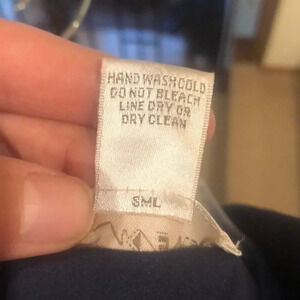 HAND WASH COLD
DO NOT BLEACH
LINE DRY OR
DRY CLEAN
SML